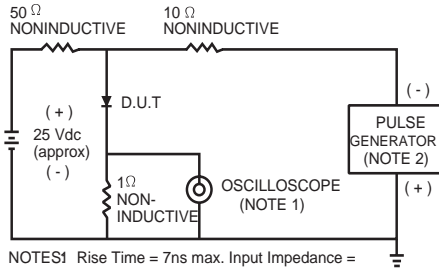 50 Ω
NONINDUCTIVE
10 Ω
NONINDUCTIVE
( + )
25 Vdc
(approx)
( - )
D.U.T
1Ω
NON-
INDUCTIVE
OSCILLOSCOPE
(NOTE 1)
( - )
PULSE
GENERATOR
(NOTE 2)
( + )
NOTES1 Rise Time = 7ns max. Input Impedance =